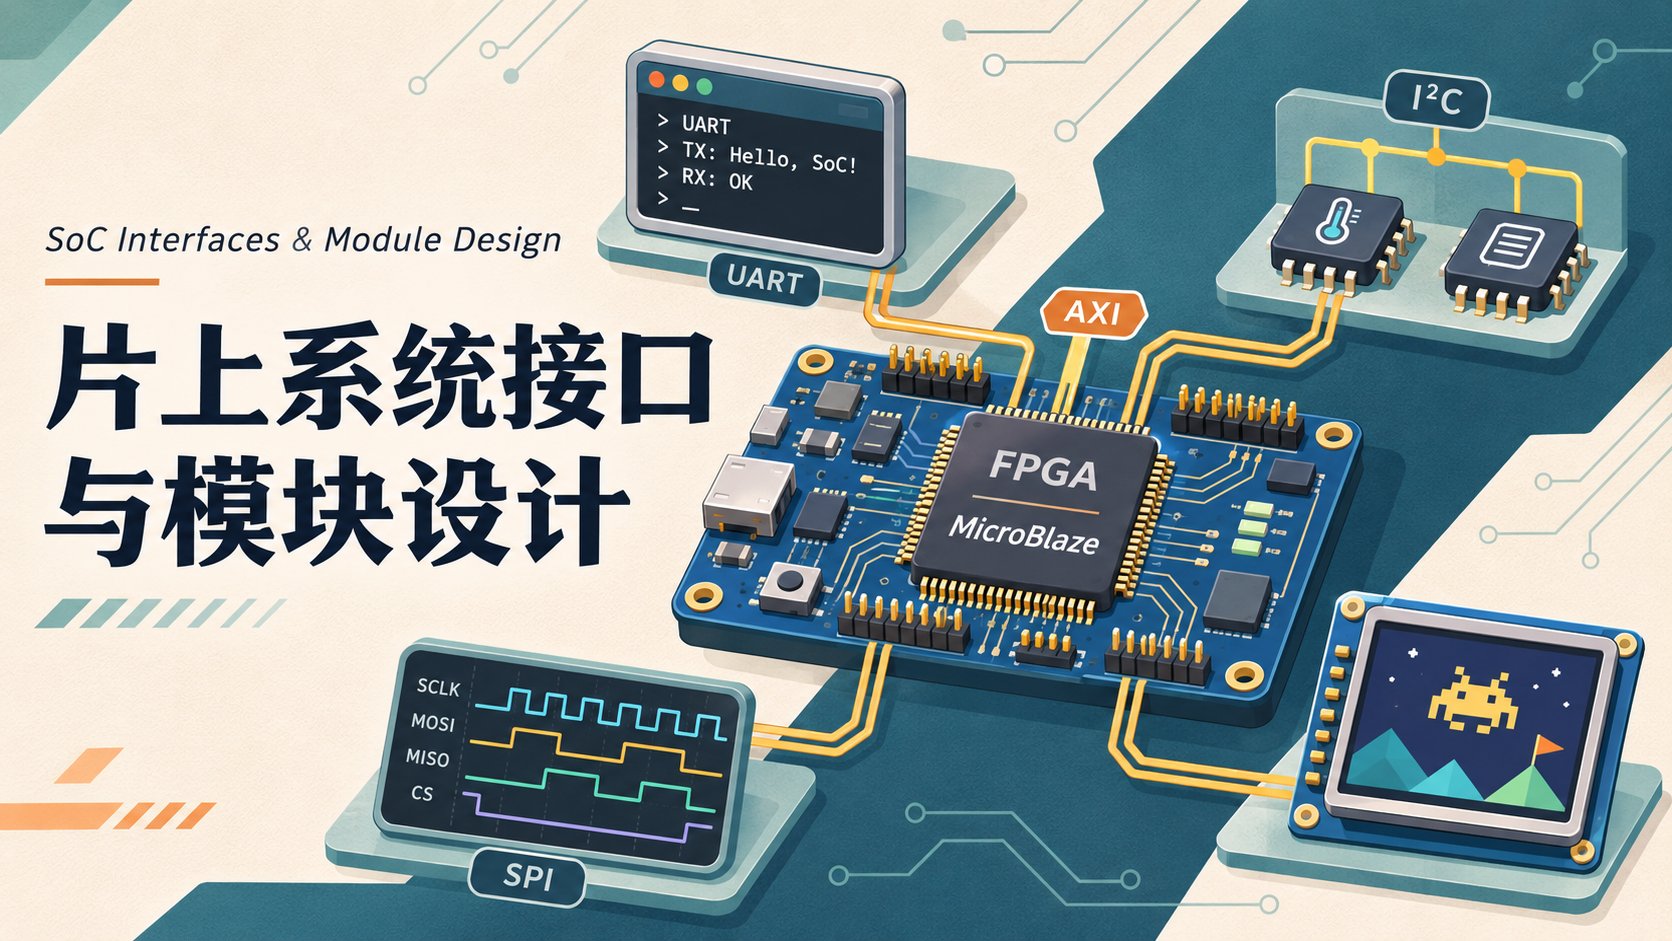 SoC Interfaces & Module Design
片上系统接口
与模块设计
> UART
> TX: Hello, SoC!
> RX: OK
> _
UART
I²C
AXI
FPGA
MicroBlaze
SCLK
MOSI
MISO
CS
SPI